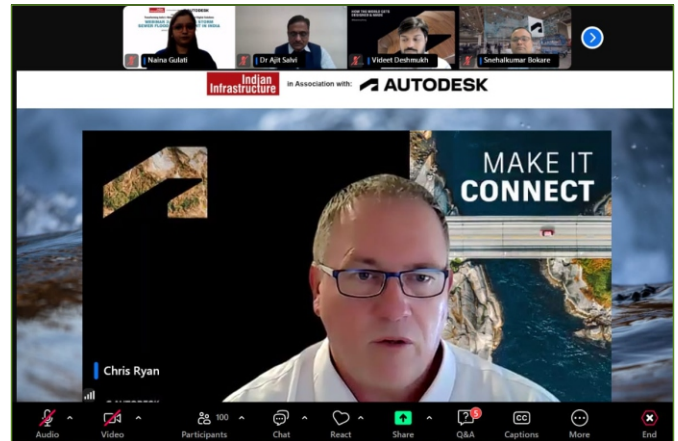 Naina Gulati
Dr Ajit Salvi
Videet Deshmukh
Snehalkumar Bokare
Indian
Infrastructure
in Association with:
AUTODESK
MAKE IT
CONNECT
Chris Ryan
AUTODESK
Audio
Video
100
Participants
Chat
React
Share
5
Q&A
CC
Captions
More
End